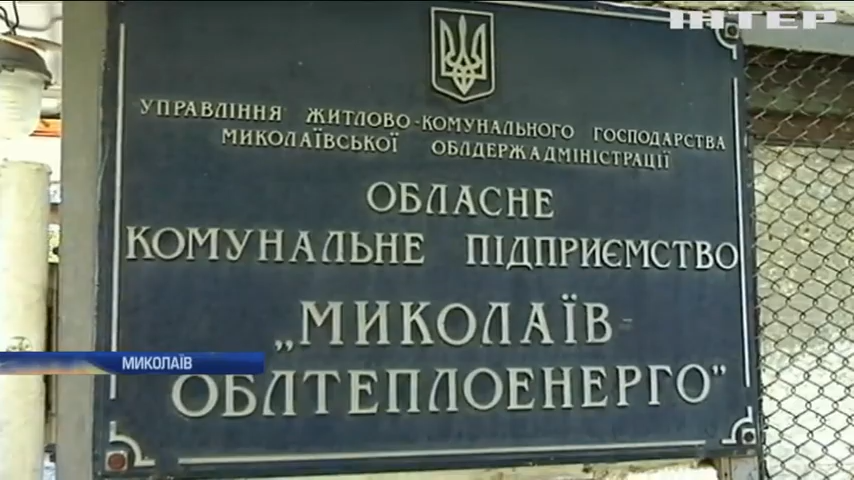 ІНТЕР
УПРАВЛІННЯ ЖИТЛОВО-КОМУНАЛЬНОГО ГОСПОДАРСТВА
МИКОЛАЇВСЬКОЇ ОБЛДЕРЖАДМІНІСТРАЦІЇ
ОБЛАСНЕ
КОМУНАЛЬНЕ ПІДПРИЄМСТВО
„МИКОЛАЇВ-
МИКОЛАЇВ
ОБЛТЕПЛОЕНЕРГО”